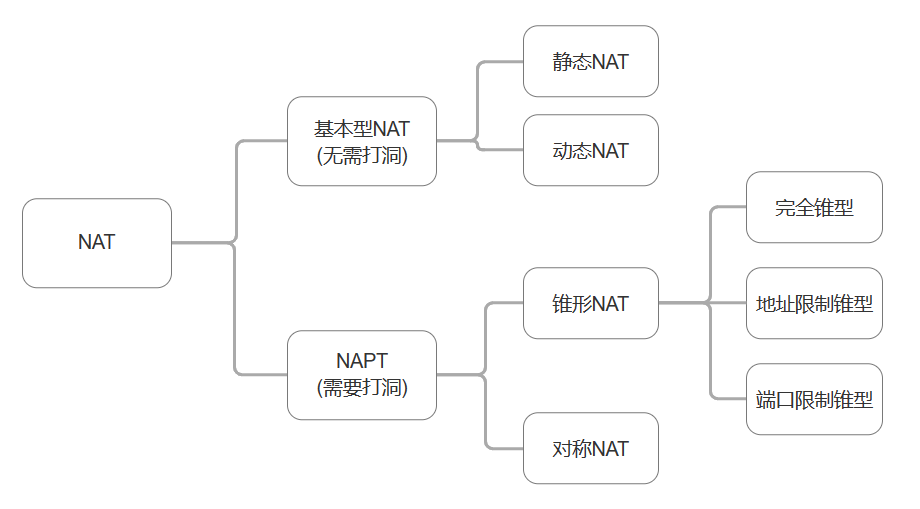 NAT
基本型NAT
(无需打洞)
静态NAT
动态NAT
NAPT
(需要打洞)
锥形NAT
完全锥型
地址限制锥型
端口限制锥型
对称NAT